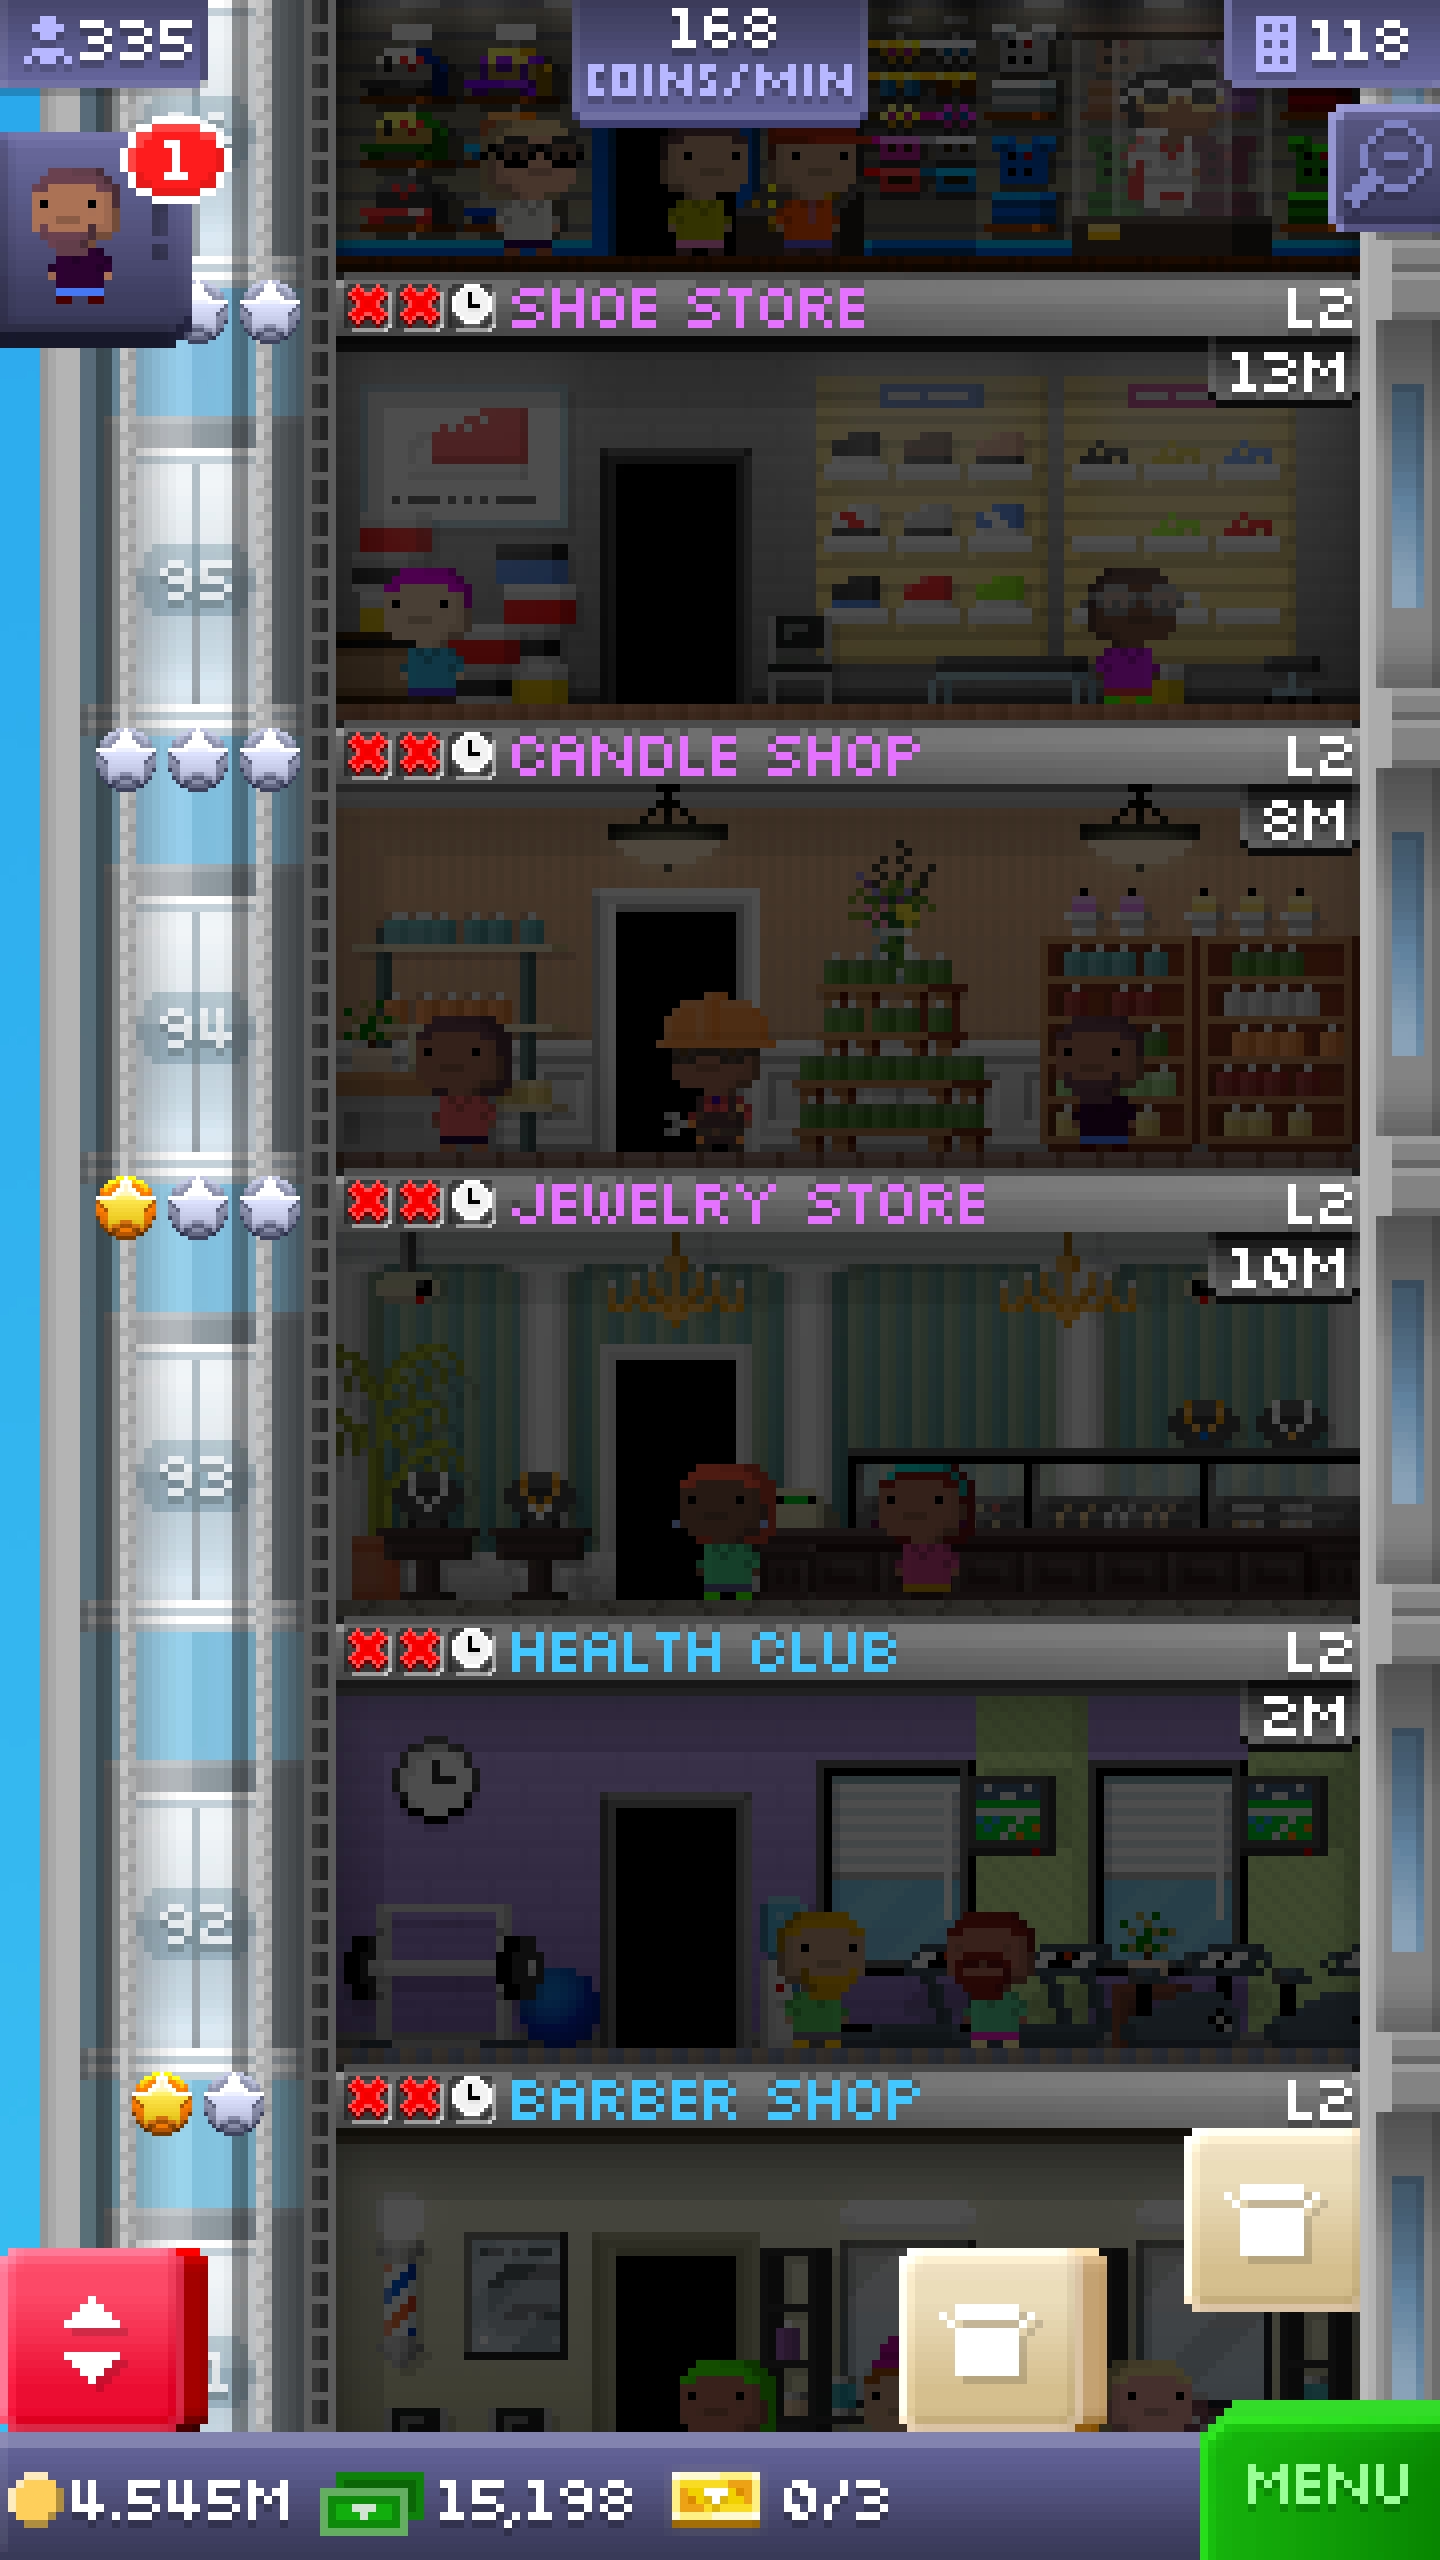 335
168
COINS/MIN
118
1
SHOE STORE L2
13M
95
CANDLE SHOP L2
8M
94
JEWELRY STORE L2
10M
93
HEALTH CLUB L2
2M
92
BARBER SHOP L2
4.545M 15,198 0/3
MENU